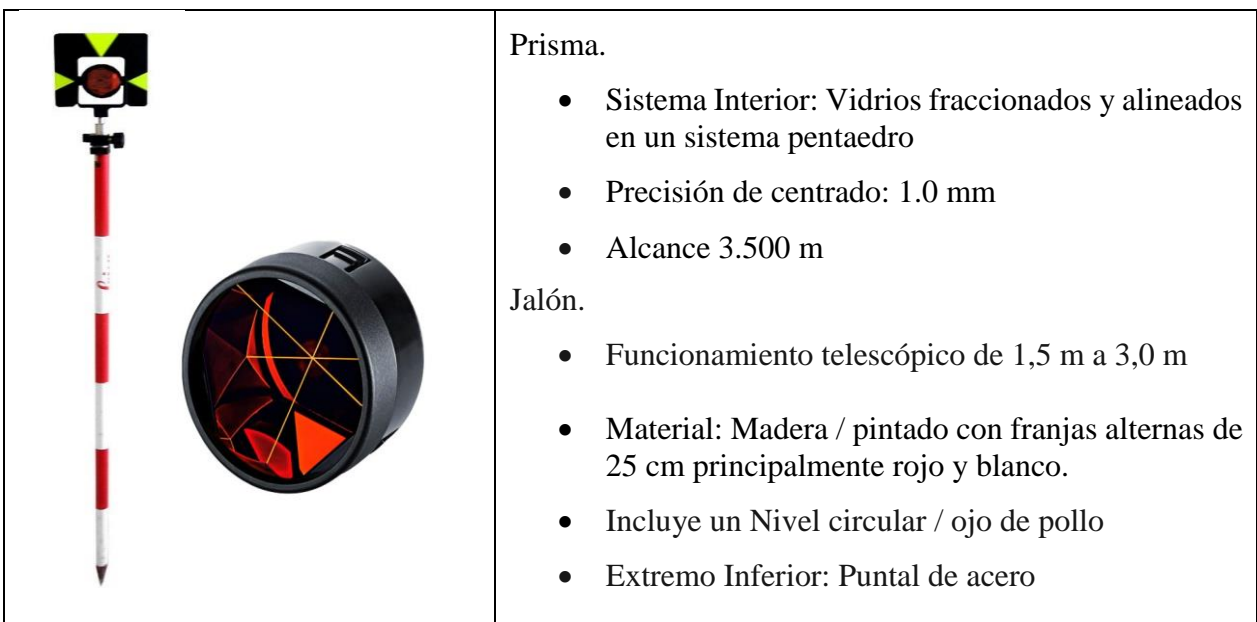 Prisma.
• Sistema Interior: Vidrios fraccionados y alineados
en un sistema pentaedro
• Precisión de centrado: 1.0 mm
• Alcance 3.500 m
Jalón.
• Funcionamiento telescópico de 1,5 m a 3,0 m
• Material: Madera / pintado con franjas alternas de
25 cm principalmente rojo y blanco.
• Incluye un Nivel circular / ojo de pollo
• Extremo Inferior: Puntal de acero